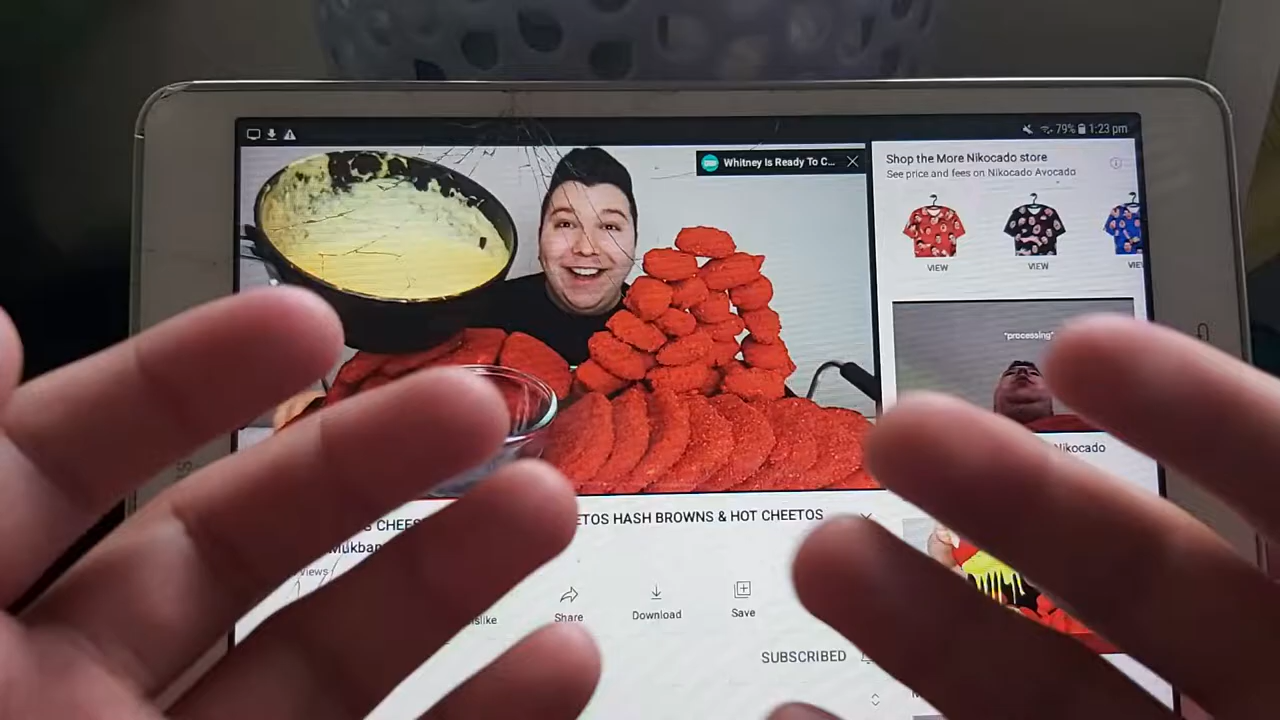 79% 1:23 pm
Whitney Is Ready To C...
Shop the More Nikocado store
See price and fees on Nikocado Avocado
VIEW
VIEW
*processing*
Nikocado
HASH BROWNS & HOT CHEETOS
Views
Share
Download
Save
SUBSCRIBED